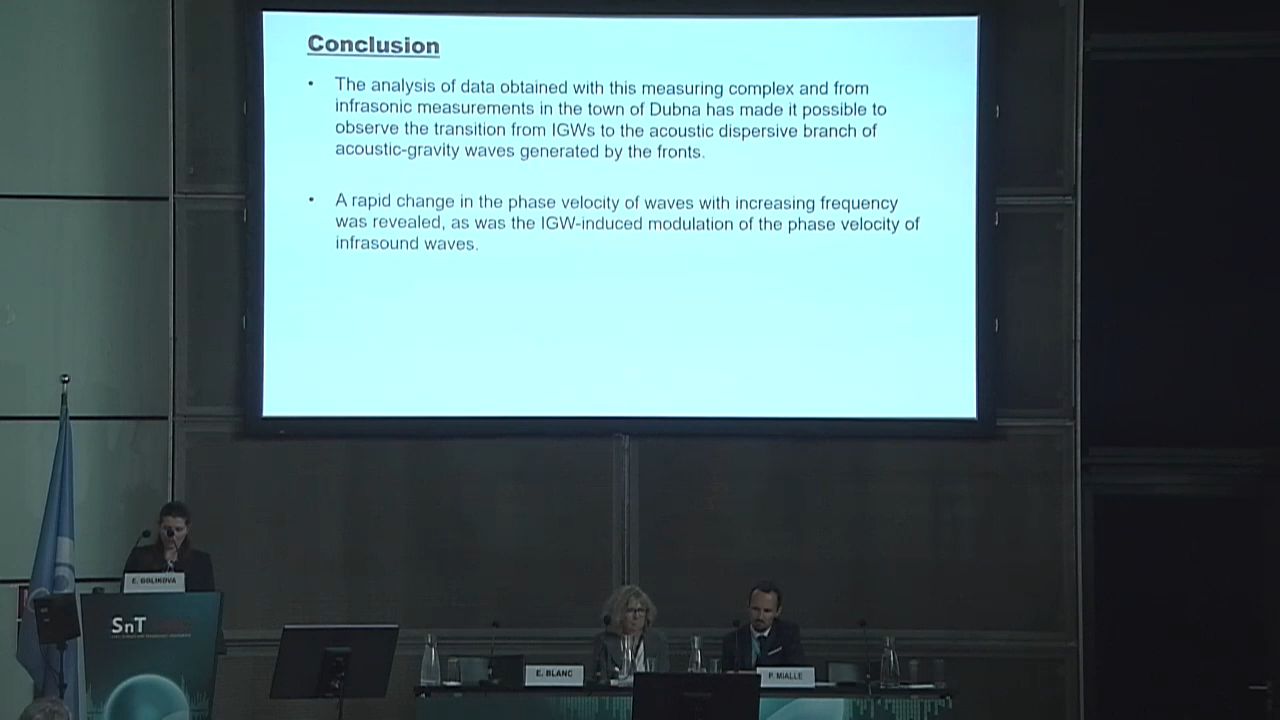 Conclusion
• The analysis of data obtained with this measuring complex and from
infrasonic measurements in the town of Dubna has made it possible to
observe the transition from IGWs to the acoustic dispersive branch of
acoustic-gravity waves generated by the fronts.
• A rapid change in the phase velocity of waves with increasing frequency
was revealed, as was the IGW-induced modulation of the phase velocity of
infrasound waves.
E. GOLIKOVA
SnT
E. BLANC
P. MIALLE